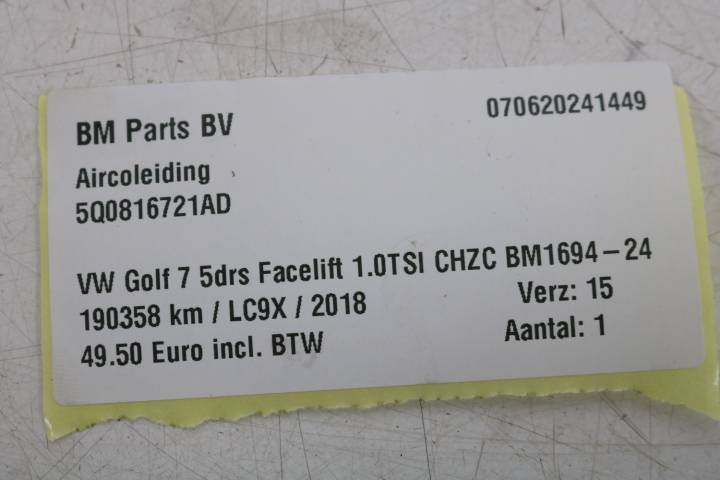 BM Parts BV 070620241449
Aircoleiding
5Q0816721AD
VW Golf 7 5drs Facelift 1.0TSI CHZC BM1694-24
190358 km / LC9X / 2018 Verz: 15
49.50 Euro incl. BTW Aantal: 1